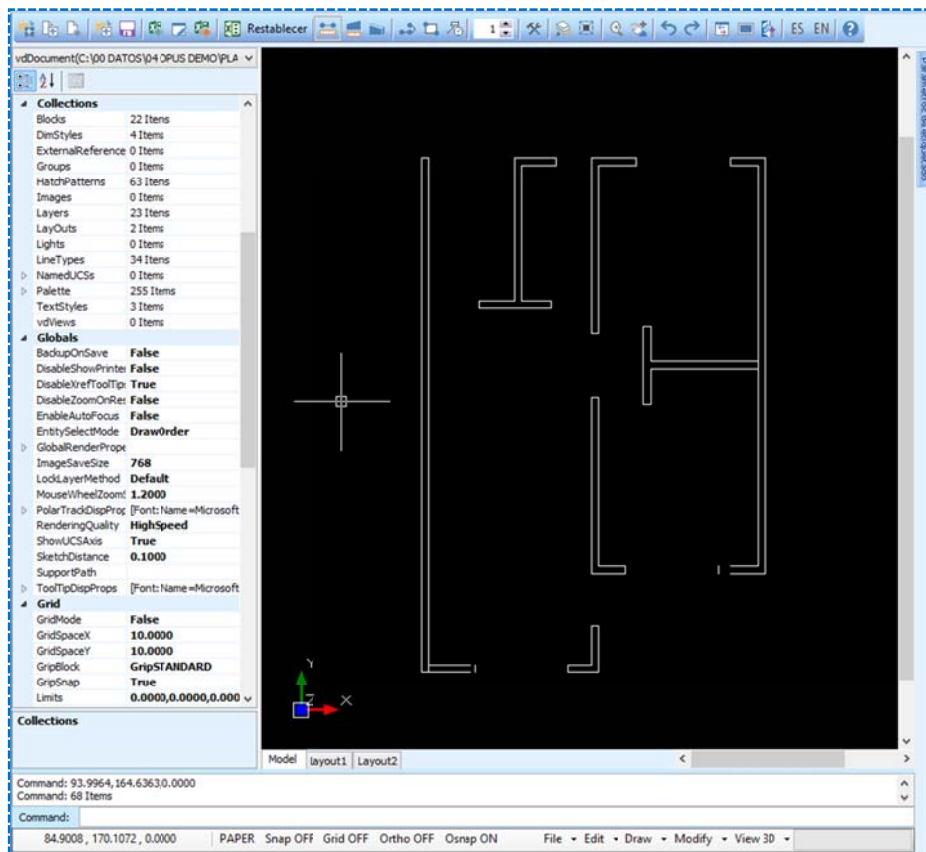 Restablecer 1 ES EN
vdDocument(C:\00 DATOS\04 OPUS DEMO\PLA
Collections
Blocks 22 Itens
DimStyles 4 Items
ExternalReference 0 Items
Groups 0 Items
HatchPatterns 63 Itens
Images 0 Items
Layers 23 Itens
LayOuts 2 Items
Lights 0 Items
LineTypes 34 Itens
NamedUCSs 0 Items
Palette 255 Items
TextStyles 3 Items
vdViews 0 Items
Globals
BackupOnSave False
DisableShowPrinte False
DisableXrefToolTip: True
DisableZoomOnRe: False
EnableAutoFocus False
EntitySelectMode DrawOrder
GlobalRenderPrope
ImageSaveSize 768
LockLayerMethod Default
MouseWheelZoomS 1.2000
PolarTrackDispProp [Font:Name=Microsoft
RenderingQuality HighSpeed
ShowUCSAxis True
SketchDistance 0.1000
SupportPath
ToolTipDispProps [Font:Name=Microsoft
Grid
GridMode False
GridSpaceX 10.0000
GridSpaceY 10.0000
GripBlock GripSTANDARD
GripSnap True
Limits 0.0000,0.0000,0.000
Collections
Y
Z X
Model layout1 Layout2
Command: 93.9964,164.6363,0.0000
Command: 68 Items
Command:
84.9008 , 170.1072 , 0.0000 PAPER Snap OFF Grid OFF Ortho OFF Osnap ON File Edit Draw Modify View 3D